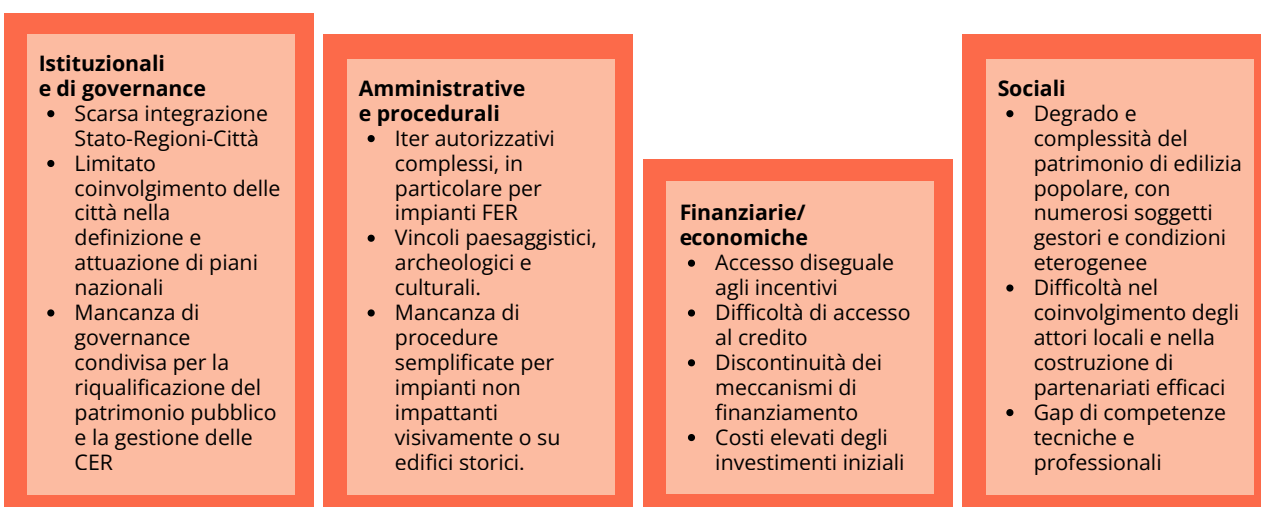 Istituzionali
e di governance
• Scarsa integrazione
Stato-Regioni-Città
• Limitato
coinvolgimento delle
città nella
definizione e
attuazione di piani
nazionali
• Mancanza di
governance
condivisa per la
riqualificazione del
patrimonio pubblico
e la gestione delle
CER
Amministrative
e procedurali
• Iter autorizzativi
complessi, in
particolare per
impianti FER
• Vincoli paesaggistici,
archeologici e
culturali.
• Mancanza di
procedure
semplificate per
impianti non
impattanti
visivamente o su
edifici storici.
Finanziarie/
economiche
• Accesso diseguale
agli incentivi
• Difficoltà di accesso
al credito
• Discontinuità dei
meccanismi di
finanziamento
• Costi elevati degli
investimenti iniziali
Sociali
• Degrado e
complessità del
patrimonio di edilizia
popolare, con
numerosi soggetti
gestori e condizioni
eterogenee
• Difficoltà nel
coinvolgimento degli
attori locali e nella
costruzione di
partenariati efficaci
• Gap di competenze
tecniche e
professionali